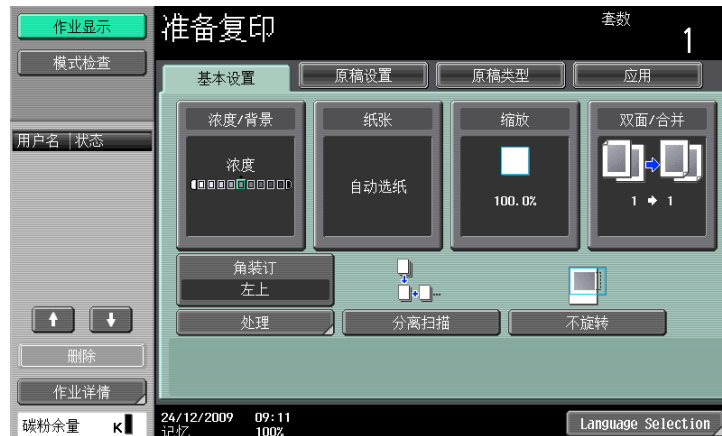 作业显示
准备复印
套数
1
模式检查
基本设置
原稿设置
原稿类型
应用
用户名
状态
浓度/背景
纸张
缩放
双面/合并
浓度
自动选纸
100.0%
1 → 1
角装订
左上
处理
分离扫描
不旋转
删除
作业详情
碳粉余量 K
24/12/2009 09:11
记忆 100%
Language Selection